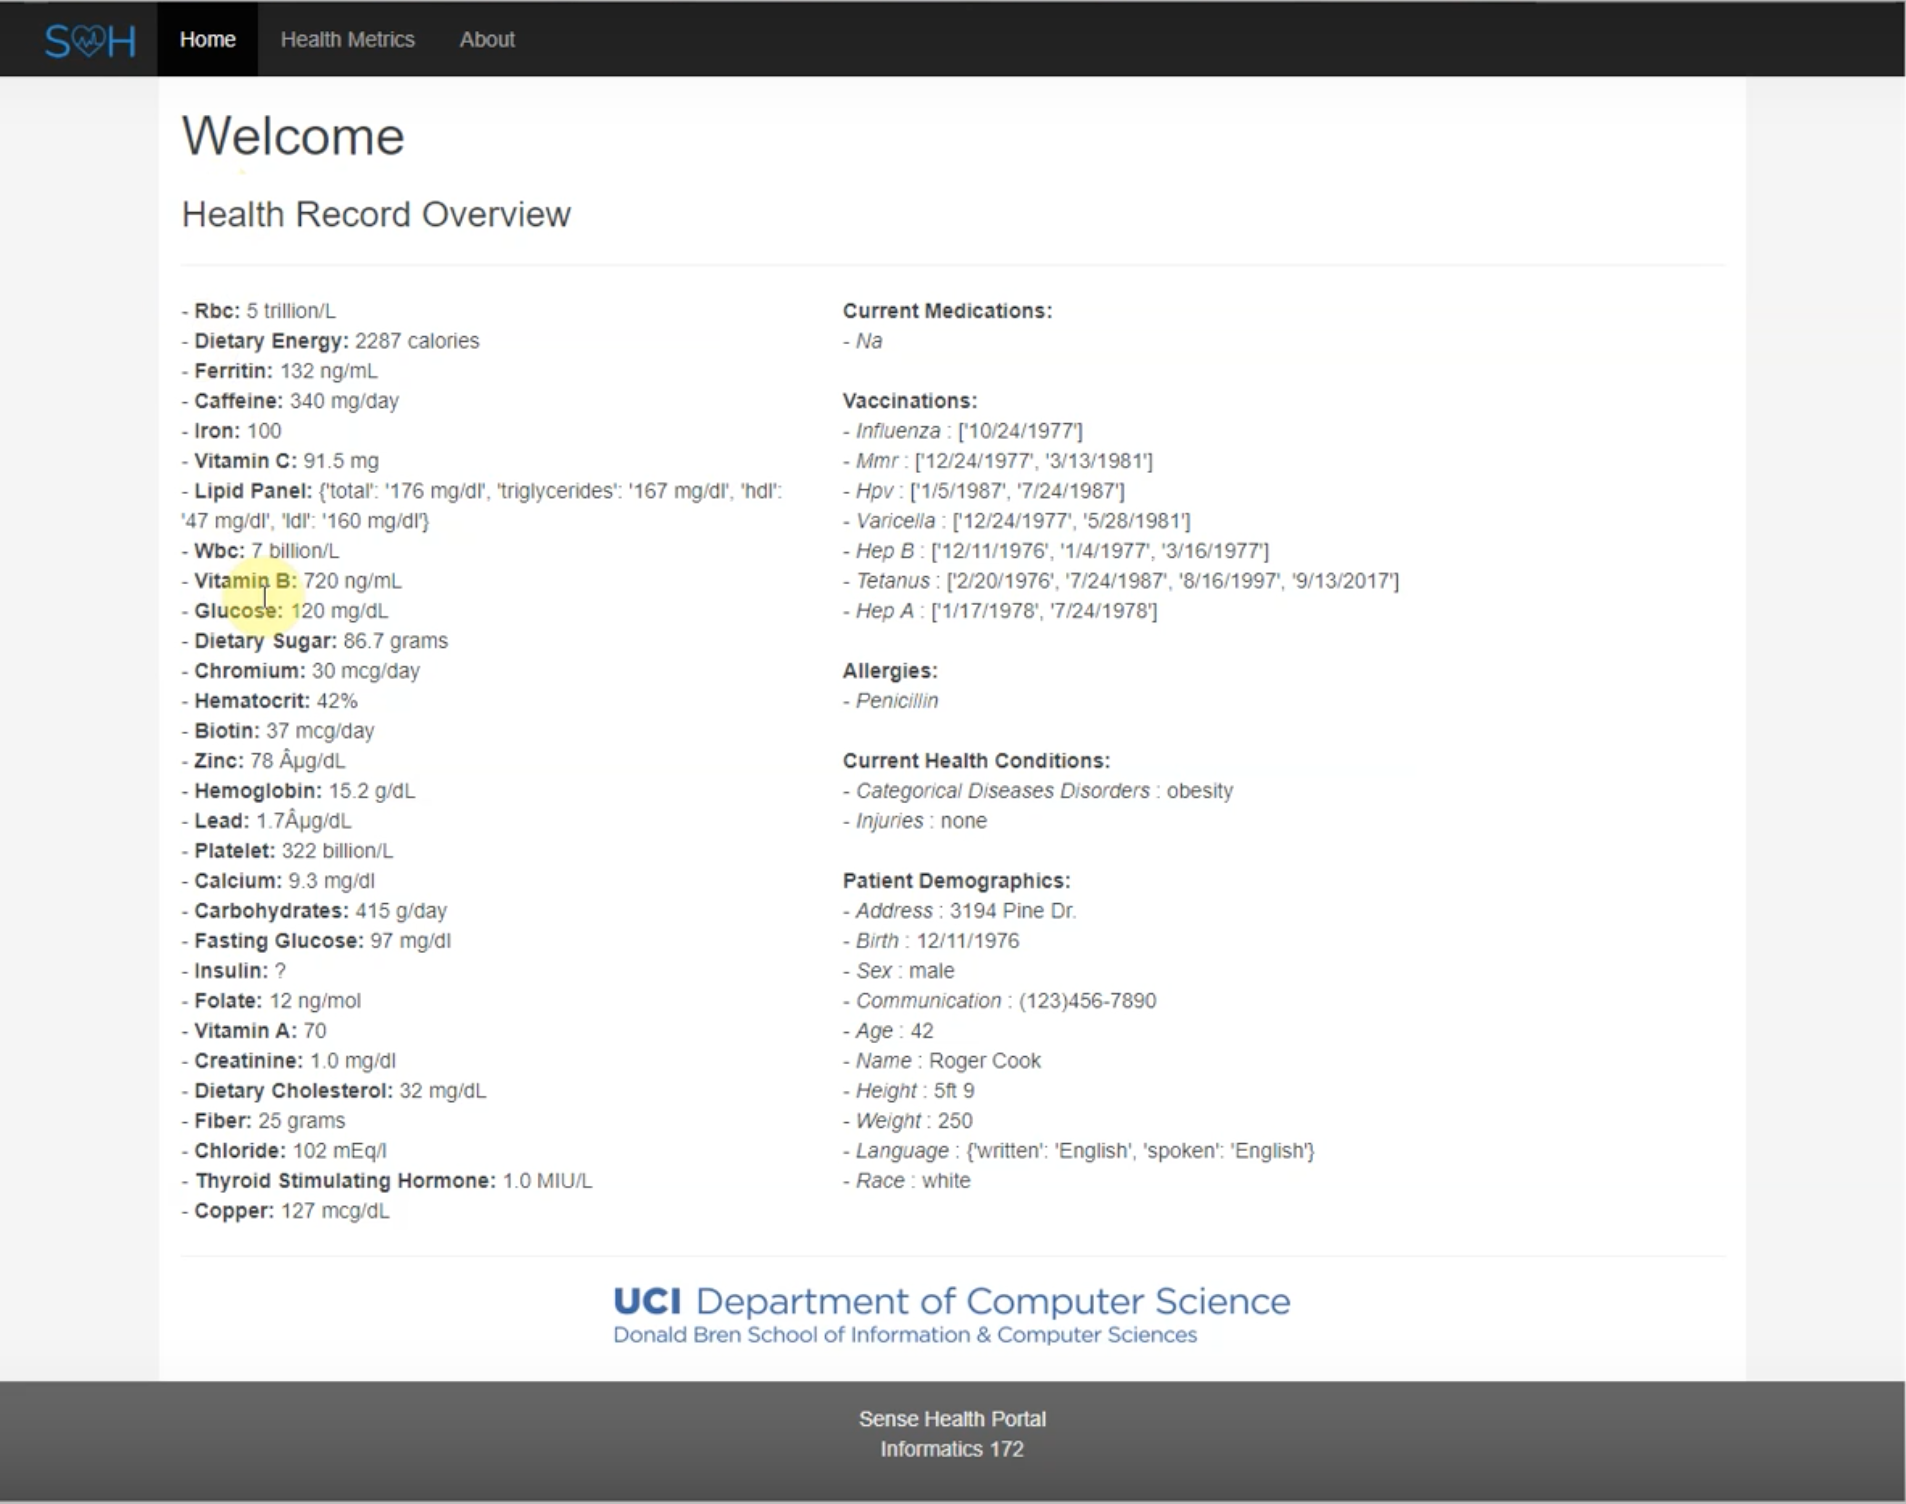 S H
Home
Health Metrics
About
Welcome
Health Record Overview
- Rbc: 5 trillion/L
- Dietary Energy: 2287 calories
- Ferritin: 132 ng/mL
- Caffeine: 340 mg/day
- Iron: 100
- Vitamin C: 91.5 mg
- Lipid Panel: {'total': '176 mg/dl', 'triglycerides': '167 mg/dl', 'hdl':
'47 mg/dl', 'ldl': '160 mg/dl'}
- Wbc: 7 billion/L
- Vitamin B: 720 ng/mL
- Glucose: 120 mg/dL
- Dietary Sugar: 86.7 grams
- Chromium: 30 mcg/day
- Hematocrit: 42%
- Biotin: 37 mcg/day
- Zinc: 78 Âµg/dL
- Hemoglobin: 15.2 g/dL
- Lead: 1.7Âµg/dL
- Platelet: 322 billion/L
- Calcium: 9.3 mg/dl
- Carbohydrates: 415 g/day
- Fasting Glucose: 97 mg/dl
- Insulin: ?
- Folate: 12 ng/mol
- Vitamin A: 70
- Creatinine: 1.0 mg/dl
- Dietary Cholesterol: 32 mg/dL
- Fiber: 25 grams
- Chloride: 102 mEq/l
- Thyroid Stimulating Hormone: 1.0 MIU/L
- Copper: 127 mcg/dL
Current Medications:
- Na
Vaccinations:
- Influenza : ['10/24/1977']
- Mmr : ['12/24/1977', '3/13/1981']
- Hpv : ['1/5/1987', '7/24/1987']
- Varicella : ['12/24/1977', '5/28/1981']
- Hep B : ['12/11/1976', '1/4/1977', '3/16/1977']
- Tetanus : ['2/20/1976', '7/24/1987', '8/16/1997', '9/13/2017']
- Hep A : ['1/17/1978', '7/24/1978']
Allergies:
- Penicillin
Current Health Conditions:
- Categorical Diseases Disorders : obesity
- Injuries : none
Patient Demographics:
- Address : 3194 Pine Dr.
- Birth : 12/11/1976
- Sex : male
- Communication : (123)456-7890
- Age : 42
- Name : Roger Cook
- Height : 5ft 9
- Weight : 250
- Language : {'written': 'English', 'spoken': 'English'}
- Race : white
UCI Department of Computer Science
Donald Bren School of Information & Computer Sciences
Sense Health Portal
Informatics 172